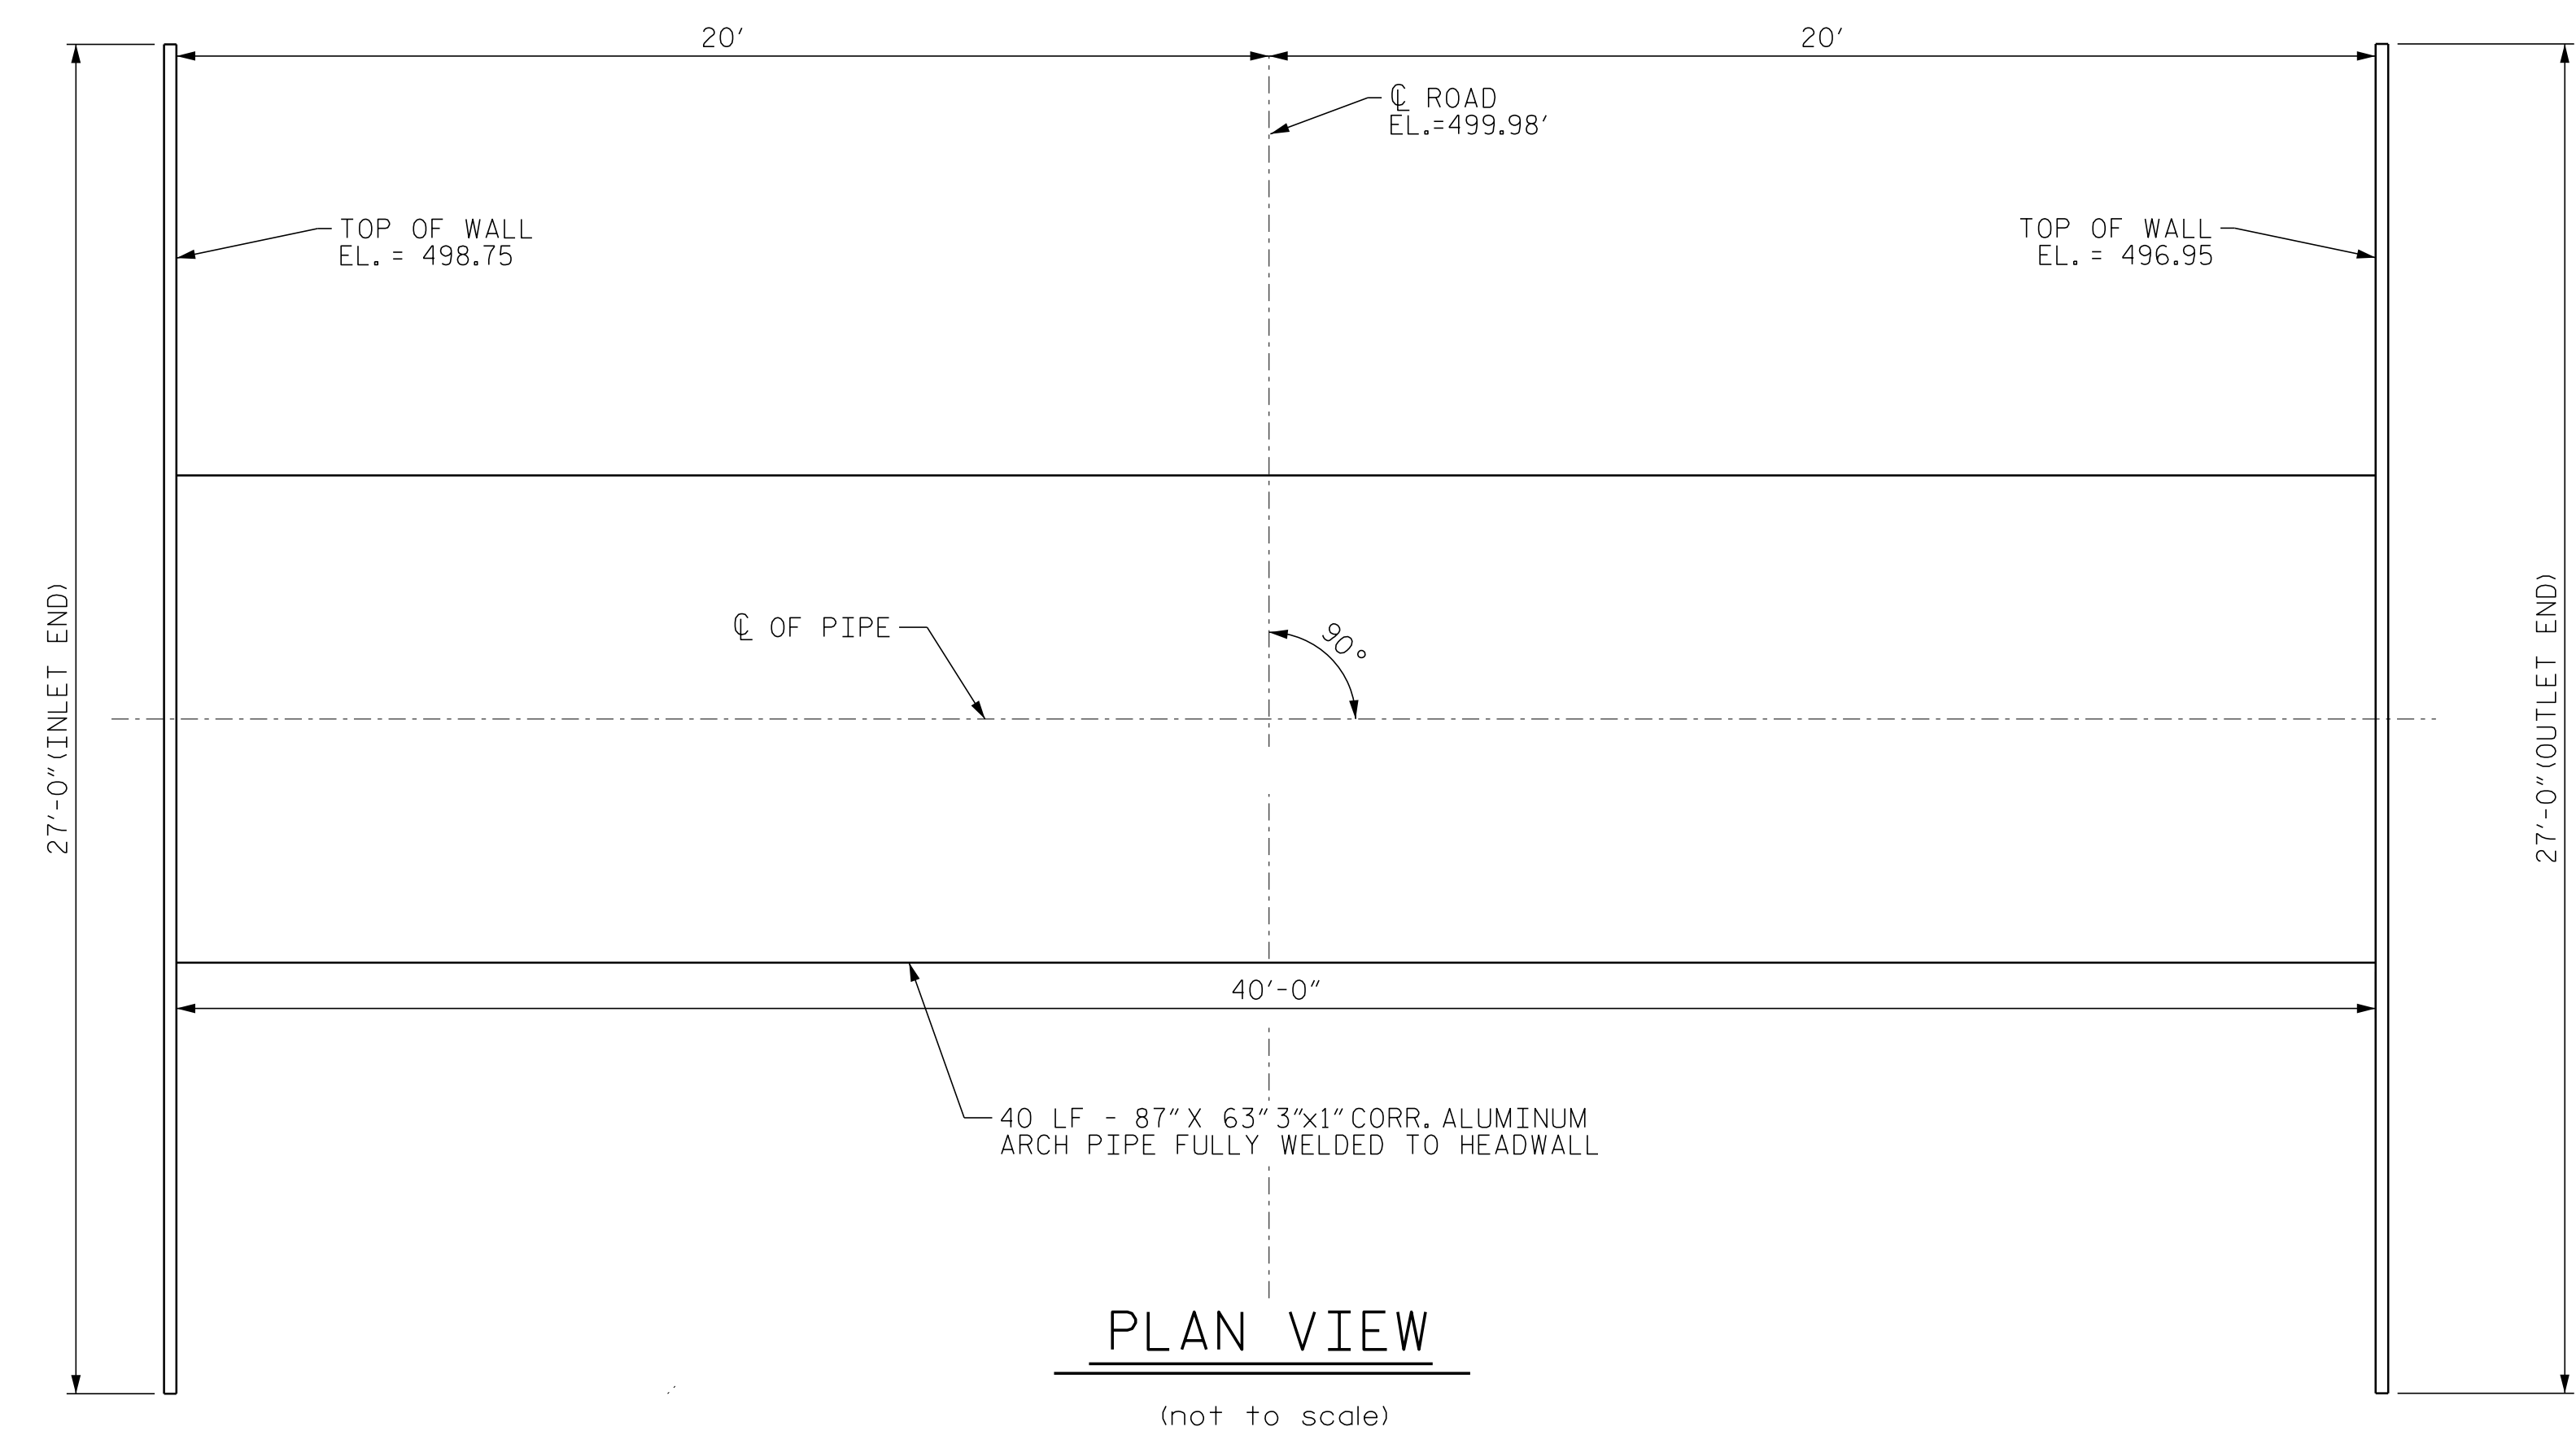 20'
20'
℄ ROAD
EL.=499.98'
TOP OF WALL
EL. = 498.75
TOP OF WALL
EL. = 496.95
℄ OF PIPE
90°
27'-0"(INLET END)
27'-0"(OUTLET END)
40'-0"
40 LF - 87"X 63"3"x1"CORR. ALUMINUM
ARCH PIPE FULLY WELDED TO HEADWALL
PLAN VIEW
(not to scale)